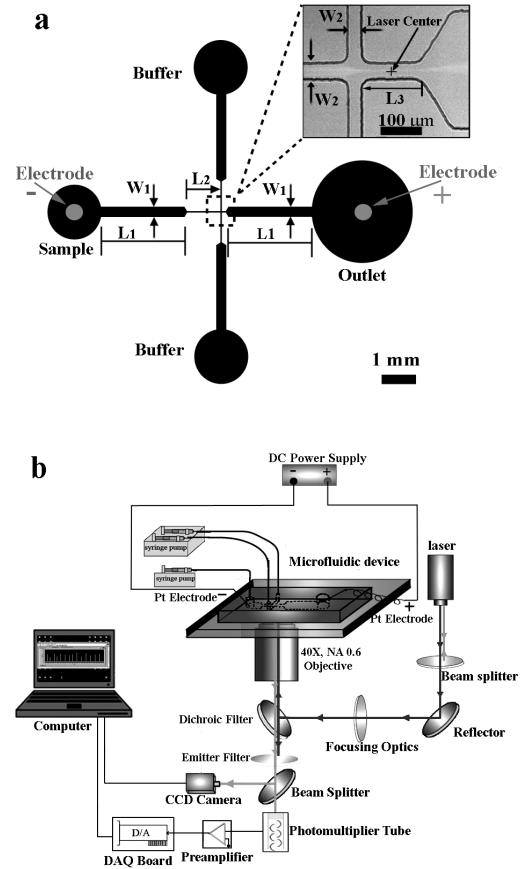 a
Buffer
W2
Laser Center
W2
L3
100 µm
Electrode
-
W1
L2
W1
Electrode
+
Sample
L1
L1
Outlet
Buffer
1 mm
b
DC Power Supply
- +
syringe pump
syringe pump
Microfluidic device
laser
Pt Electrode -
+
Pt Electrode
40X, NA 0.6
Objective
Beam splitter
Computer
Dichroic Filter
Focusing Optics
Reflector
Emitter Filter
CCD Camera
Beam Splitter
D/A
DAQ Board
Preamplifier
Photomultiplier Tube